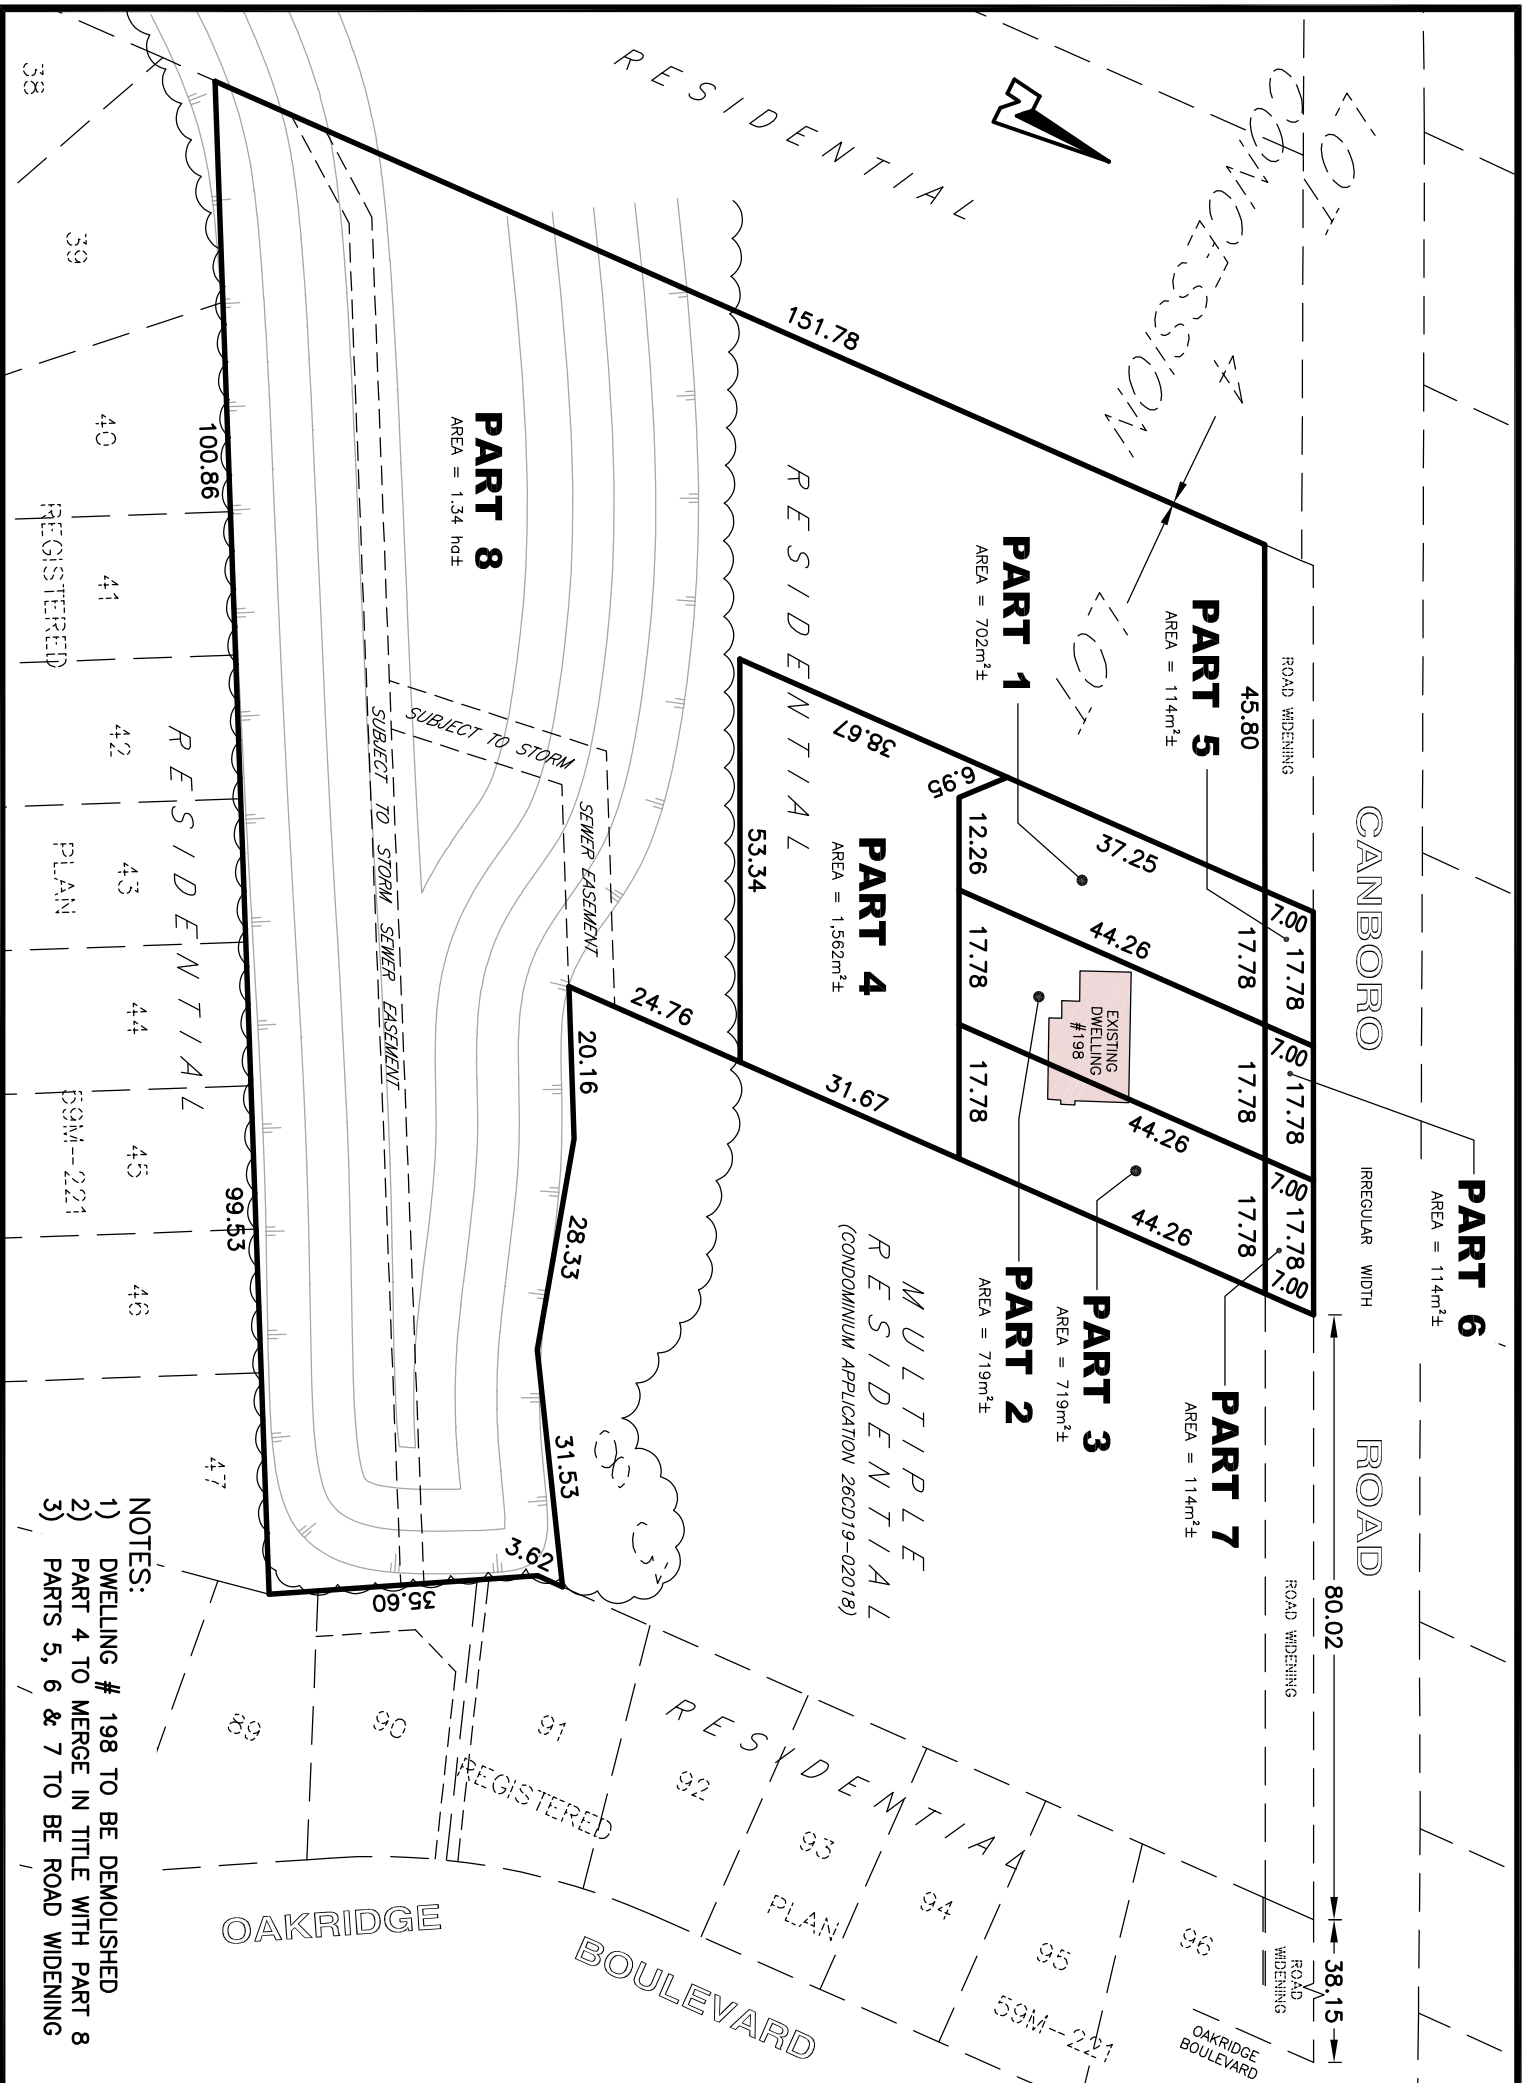 CANBORO ROAD
IRREGULAR WIDTH
ROAD WIDENING
ROAD WIDENING
ROAD
WIDENING
80.02
38.15
OAKRIDGE
BOULEVARD
LOT
CONCESSION
4
LOT
7
PART 5
AREA = 114m²±
PART 6
AREA = 114m²±
PART 7
AREA = 114m²±
45.80
7.00
17.78
7.00
17.78
7.00
17.78
7.00
17.78
17.78
17.78
PART 1
AREA = 702m²±
PART 2
AREA = 719m²±
PART 3
AREA = 719m²±
37.25
44.26
44.26
44.26
EXISTING
DWELLING
#198
6.95
12.26
17.78
17.78
PART 4
AREA = 1,562m²±
38.67
53.34
31.67
24.76
151.78
RESIDENTIAL
RESIDENTIAL
MULTIPLE
RESIDENTIAL
(CONDOMINIUM APPLICATION 26CD19-02018)
PART 8
AREA = 1.34 ha±
SUBJECT TO STORM
SEWER EASEMENT
SUBJECT TO STORM SEWER EASEMENT
20.16
28.33
31.53
3.62
35.60
100.86
99.53
RESIDENTIAL
38
39
40
41
42
43
44
45
46
47
REGISTERED PLAN 59M-221
RESIDENTIAL
89
90
91
92
93
94
95
96
REGISTERED PLAN 59M-221
OAKRIDGE BOULEVARD
NOTES:
1) DWELLING # 198 TO BE DEMOLISHED
2) PART 4 TO MERGE IN TITLE WITH PART 8
3) PARTS 5, 6 & 7 TO BE ROAD WIDENING